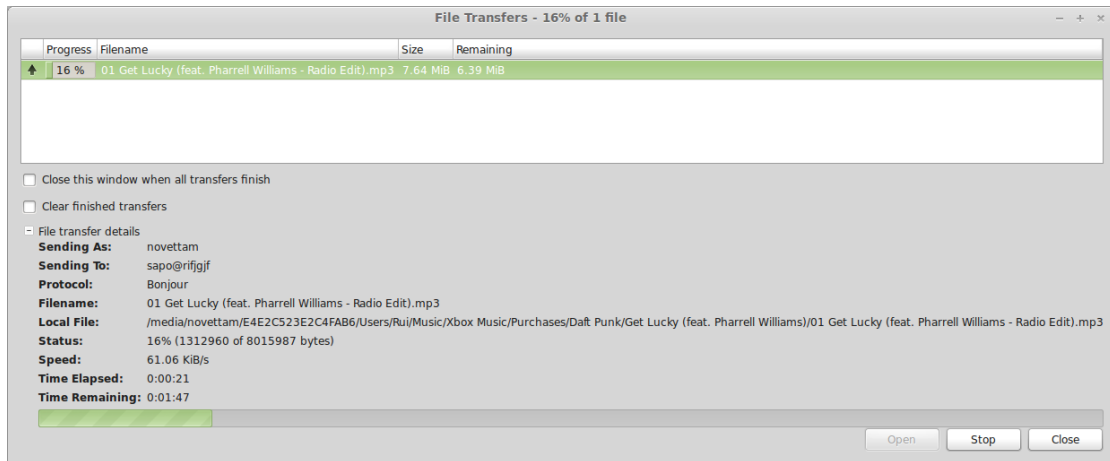 File Transfers - 16% of 1 file
Progress Filename Size Remaining
16 % 01 Get Lucky (feat. Pharrell Williams - Radio Edit).mp3 7.64 MiB 6.39 MiB
Close this window when all transfers finish
Clear finished transfers
File transfer details
Sending As: novettam
Sending To: sapo@rifjgjf
Protocol: Bonjour
Filename: 01 Get Lucky (feat. Pharrell Williams - Radio Edit).mp3
Local File: /media/novettam/E4E2C523E2C4FAB6/Users/Rui/Music/Xbox Music/Purchases/Daft Punk/Get Lucky (feat. Pharrell Williams)/01 Get Lucky (feat. Pharrell Williams - Radio Edit).mp3
Status: 16% (1312960 of 8015987 bytes)
Speed: 61.06 KiB/s
Time Elapsed: 0:00:21
Time Remaining: 0:01:47
Open Stop Close